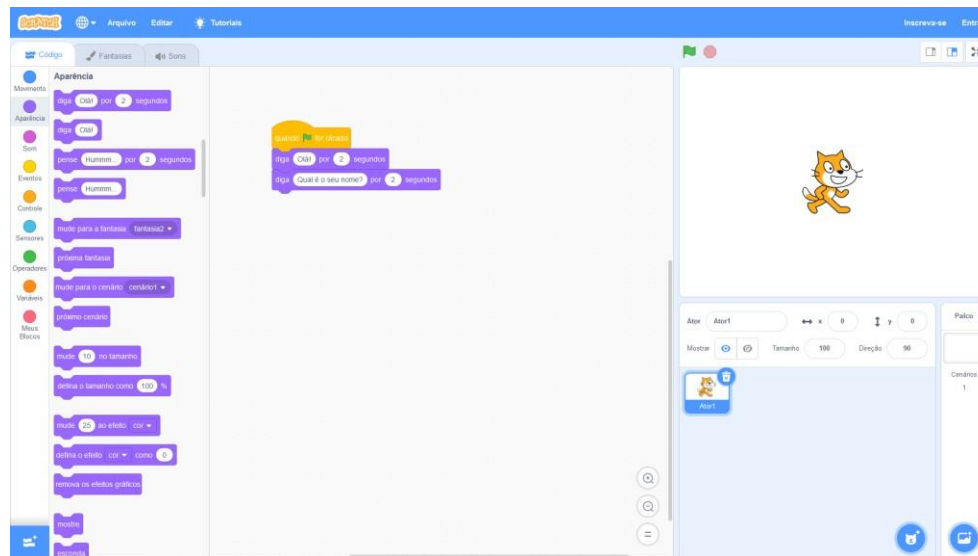 SCRATCH
Arquivo Editar Tutoriais
Inscreva-se Entr
Código Fantasias Sons
Movimento
Aparência
Som
Eventos
Controle
Sensores
Operadores
Variáveis
Meus
Blocos
Aparência
diga Olá! por 2 segundos
diga Olá!
pense Hummm... por 2 segundos
pense Hummm...
mude para a fantasia fantasia2
próxima fantasia
mude para o cenário cenário1
próximo cenário
mude 10 no tamanho
defina o tamanho como 100 %
mude 25 ao efeito cor
defina o efeito cor como 0
remova os efeitos gráficos
mostre
esconda
quando for clicado
diga Olá! por 2 segundos
diga Qual é o seu nome? por 2 segundos
Ator Ator1 x 0 y 0
Mostrar Tamanho 100 Direção 90
Ator1
Palco
Cenários
1